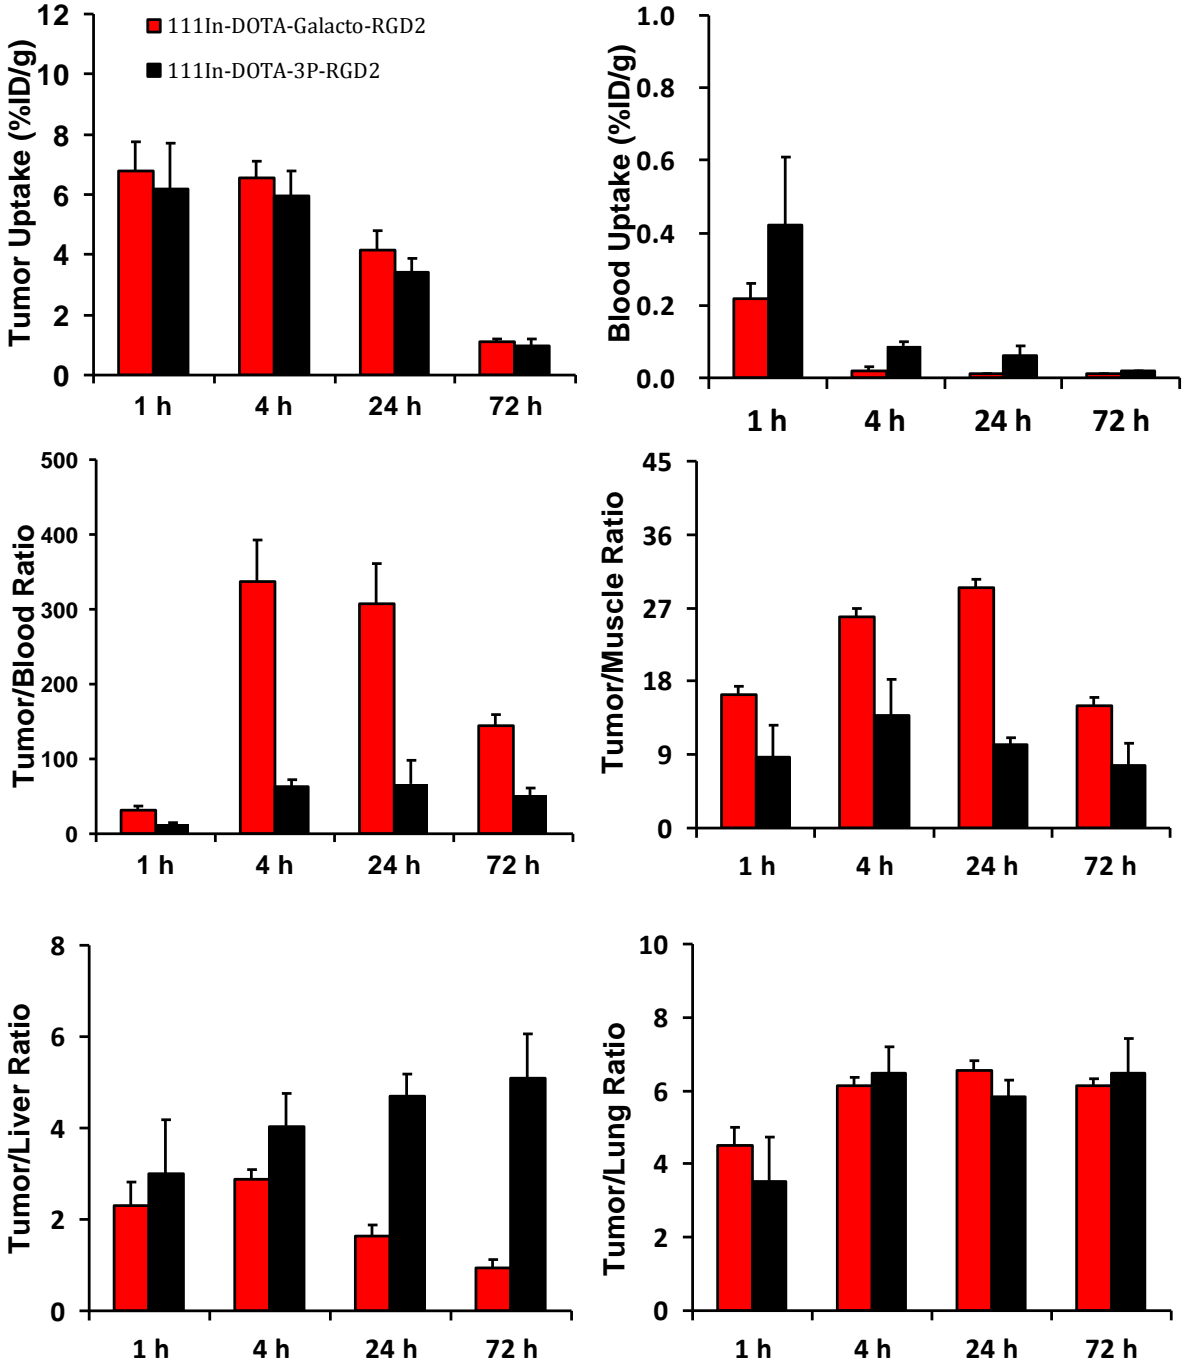 Tumor Uptake (%ID/g)
12
10
8
6
4
2
0
111In-DOTA-Galacto-RGD2
111In-DOTA-3P-RGD2
1 h 4 h 24 h 72 h
Blood Uptake (%ID/g)
1.0
0.8
0.6
0.4
0.2
0.0
1 h 4 h 24 h 72 h
Tumor/Blood Ratio
500
400
300
200
100
0
1 h 4 h 24 h 72 h
Tumor/Muscle Ratio
45
36
27
18
9
0
1 h 4 h 24 h 72 h
Tumor/Liver Ratio
8
6
4
2
0
1 h 4 h 24 h 72 h
Tumor/Lung Ratio
10
8
6
4
2
0
1 h 4 h 24 h 72 h